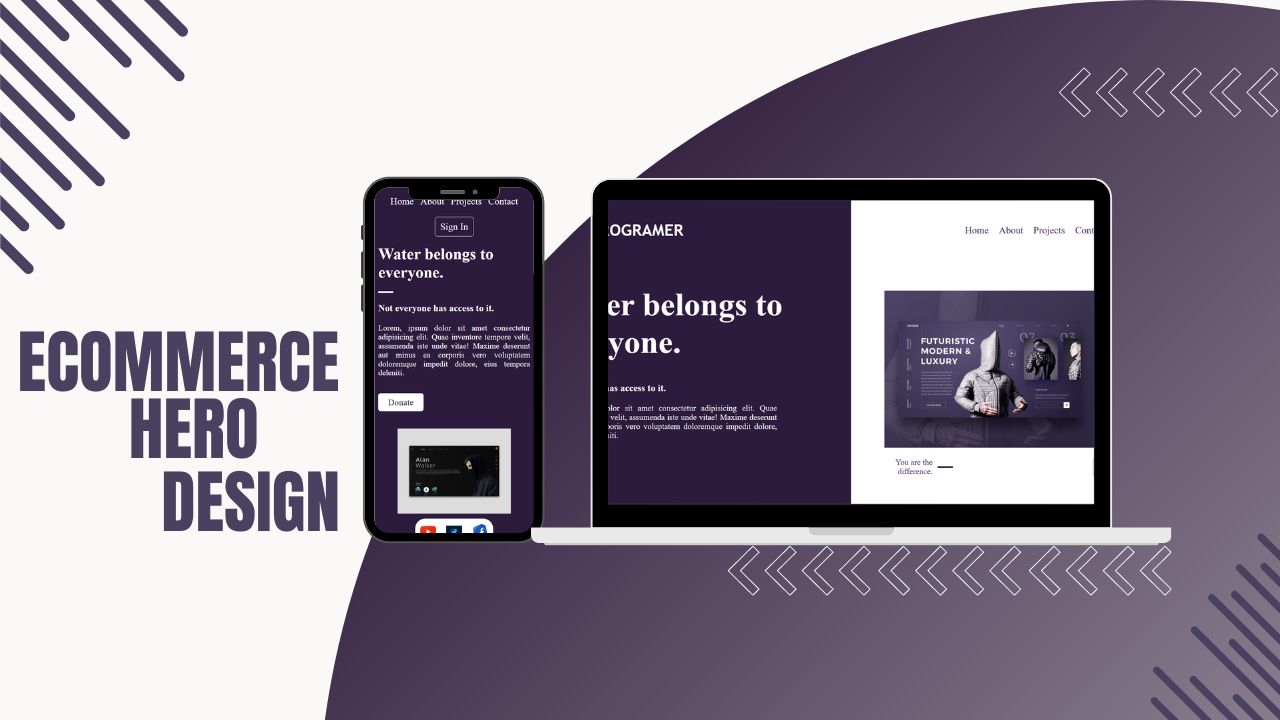 ECOMMERCE
HERO
DESIGN
Home About Projects Contact
Sign In
Water belongs to
everyone.
Not everyone has access to it.
Lorem, ipsum dolor sit amet consectetur
adipisicing elit. Quae inventore tempore velit,
assumenda iste unde vitae! Maxime deserunt
aut minus ea corporis vero voluptatem
doloremque impedit dolore, eius tempora
deleniti.
Donate
Alan
Walker
OGRAMER
Home About Projects Cont
er belongs to
yone.
has access to it.
olor sit amet consectetur adipisicing elit. Quae
velit, assumenda iste unde vitae! Maxime deserunt
poris vero voluptatem doloremque impedit dolore,
niti.
FUTURISTIC
MODERN &
LUXURY
02
03
You are the
difference.